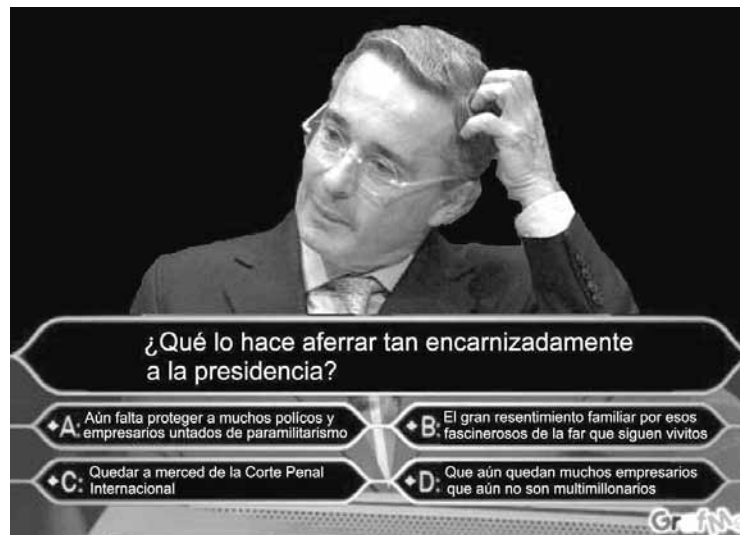 ¿Qué lo hace aferrar tan encarnizadamente
a la presidencia?
A: Aún falta proteger a muchos polícos y
empresarios untados de paramilitarismo
B: El gran resentimiento familiar por esos
fascinerosos de la far que siguen vivitos
C: Quedar a merced de la Corte Penal
Internacional
D: Que aún quedan muchos empresarios
que aún no son multimillonarios